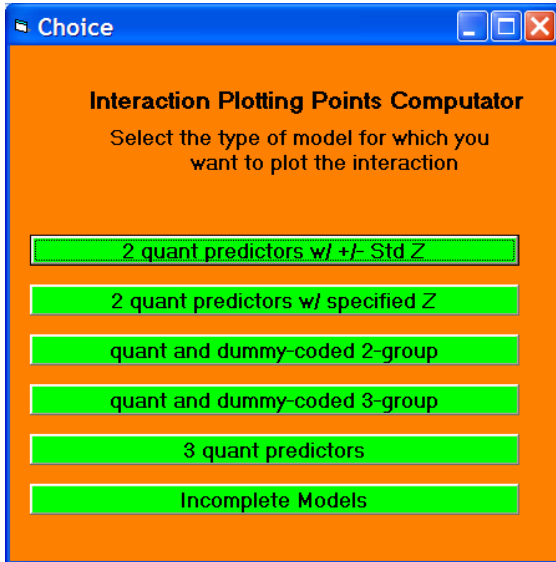 Choice
Interaction Plotting Points Computator
Select the type of model for which you
want to plot the interaction
2 quant predictors w/ +/- Std Z
2 quant predictors w/ specified Z
quant and dummy-coded 2-group
quant and dummy-coded 3-group
3 quant predictors
Incomplete Models